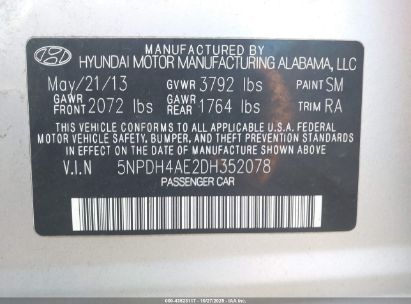 MFD BY
HYUNDAI MOTOR MANUFACTURING ALABAMA, LLC
May/21/13 GVWR 3792 lbs PAINT SM
GAWR FRONT 2072 lbs GAWR REAR 1764 lbs TRIM RA
THIS VEHICLE CONFORMS TO ALL APPLICABLE U.S.A. FEDERAL
MOTOR VEHICLE SAFETY, BUMPER, AND THEFT PREVENTION
STANDARDS IN EFFECT ON THE DATE OF MANUFACTURE SHOWN ABOVE.
V.I.N 5NPDH4AE2DH352078
PASSENGER CAR